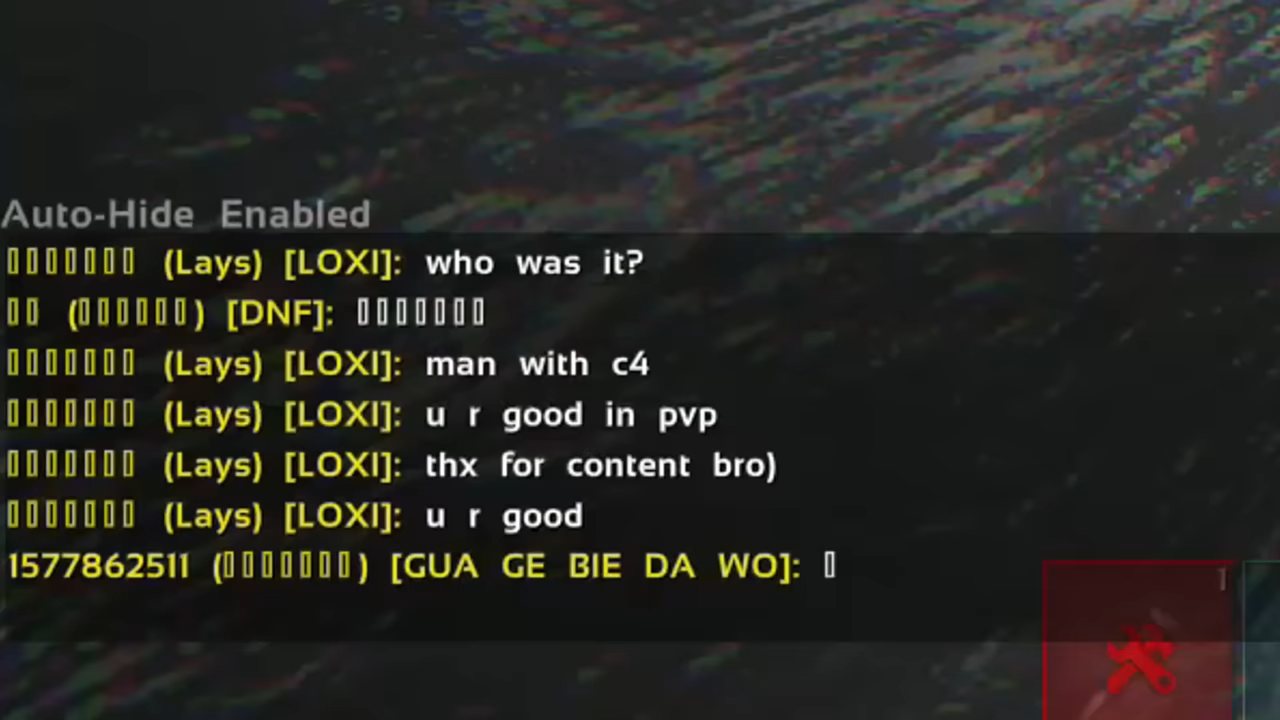 Auto-Hide Enabled
▯▯▯▯▯▯▯ (Lays) [LOXI]: who was it?
▯▯ (▯▯▯▯▯▯) [DNF]: ▯▯▯▯▯▯▯
▯▯▯▯▯▯▯ (Lays) [LOXI]: man with c4
▯▯▯▯▯▯▯ (Lays) [LOXI]: u r good in pvp
▯▯▯▯▯▯▯ (Lays) [LOXI]: thx for content bro)
▯▯▯▯▯▯▯ (Lays) [LOXI]: u r good
1577862511 (▯▯▯▯▯▯▯) [GUA GE BIE DA WO]: ▯
1